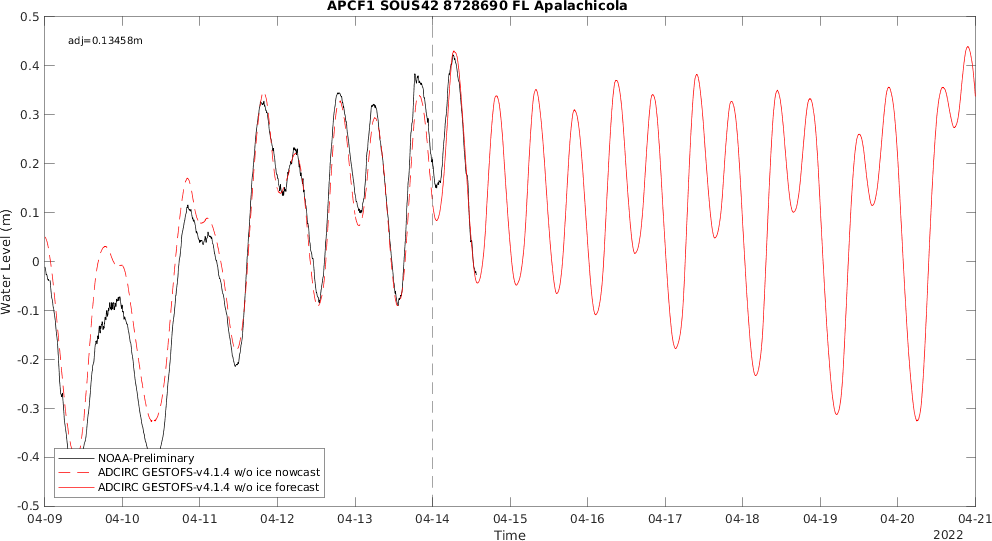 APCF1 SOUS42 8728690 FL Apalachicola
adj=0.13458m
0.5
0.4
0.3
0.2
0.1
0
-0.1
-0.2
-0.3
-0.4
-0.5
Water Level (m)
NOAA-Preliminary
ADCIRC GESTOFS-v4.1.4 w/o ice nowcast
ADCIRC GESTOFS-v4.1.4 w/o ice forecast
04-09 04-10 04-11 04-12 04-13 04-14 04-15 04-16 04-17 04-18 04-19 04-20 04-21
Time
2022